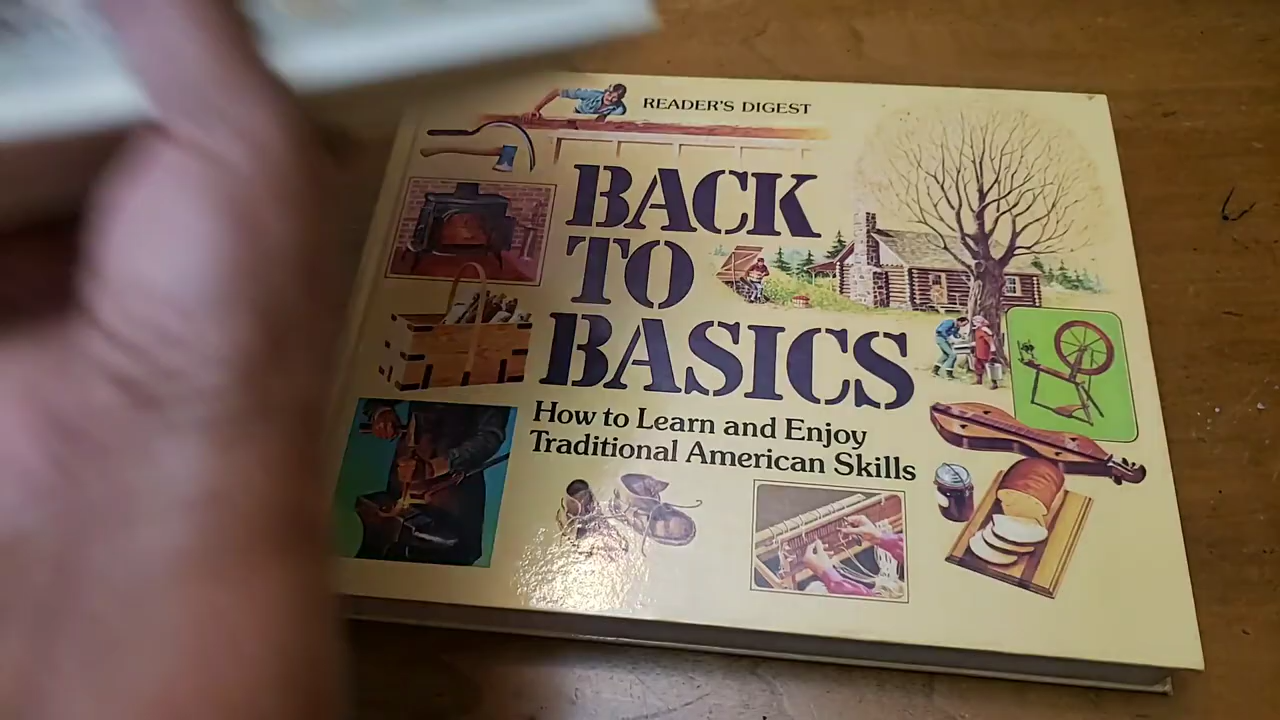 READER'S DIGEST
BACK
TO
BASICS
How to Learn and Enjoy
Traditional American Skills